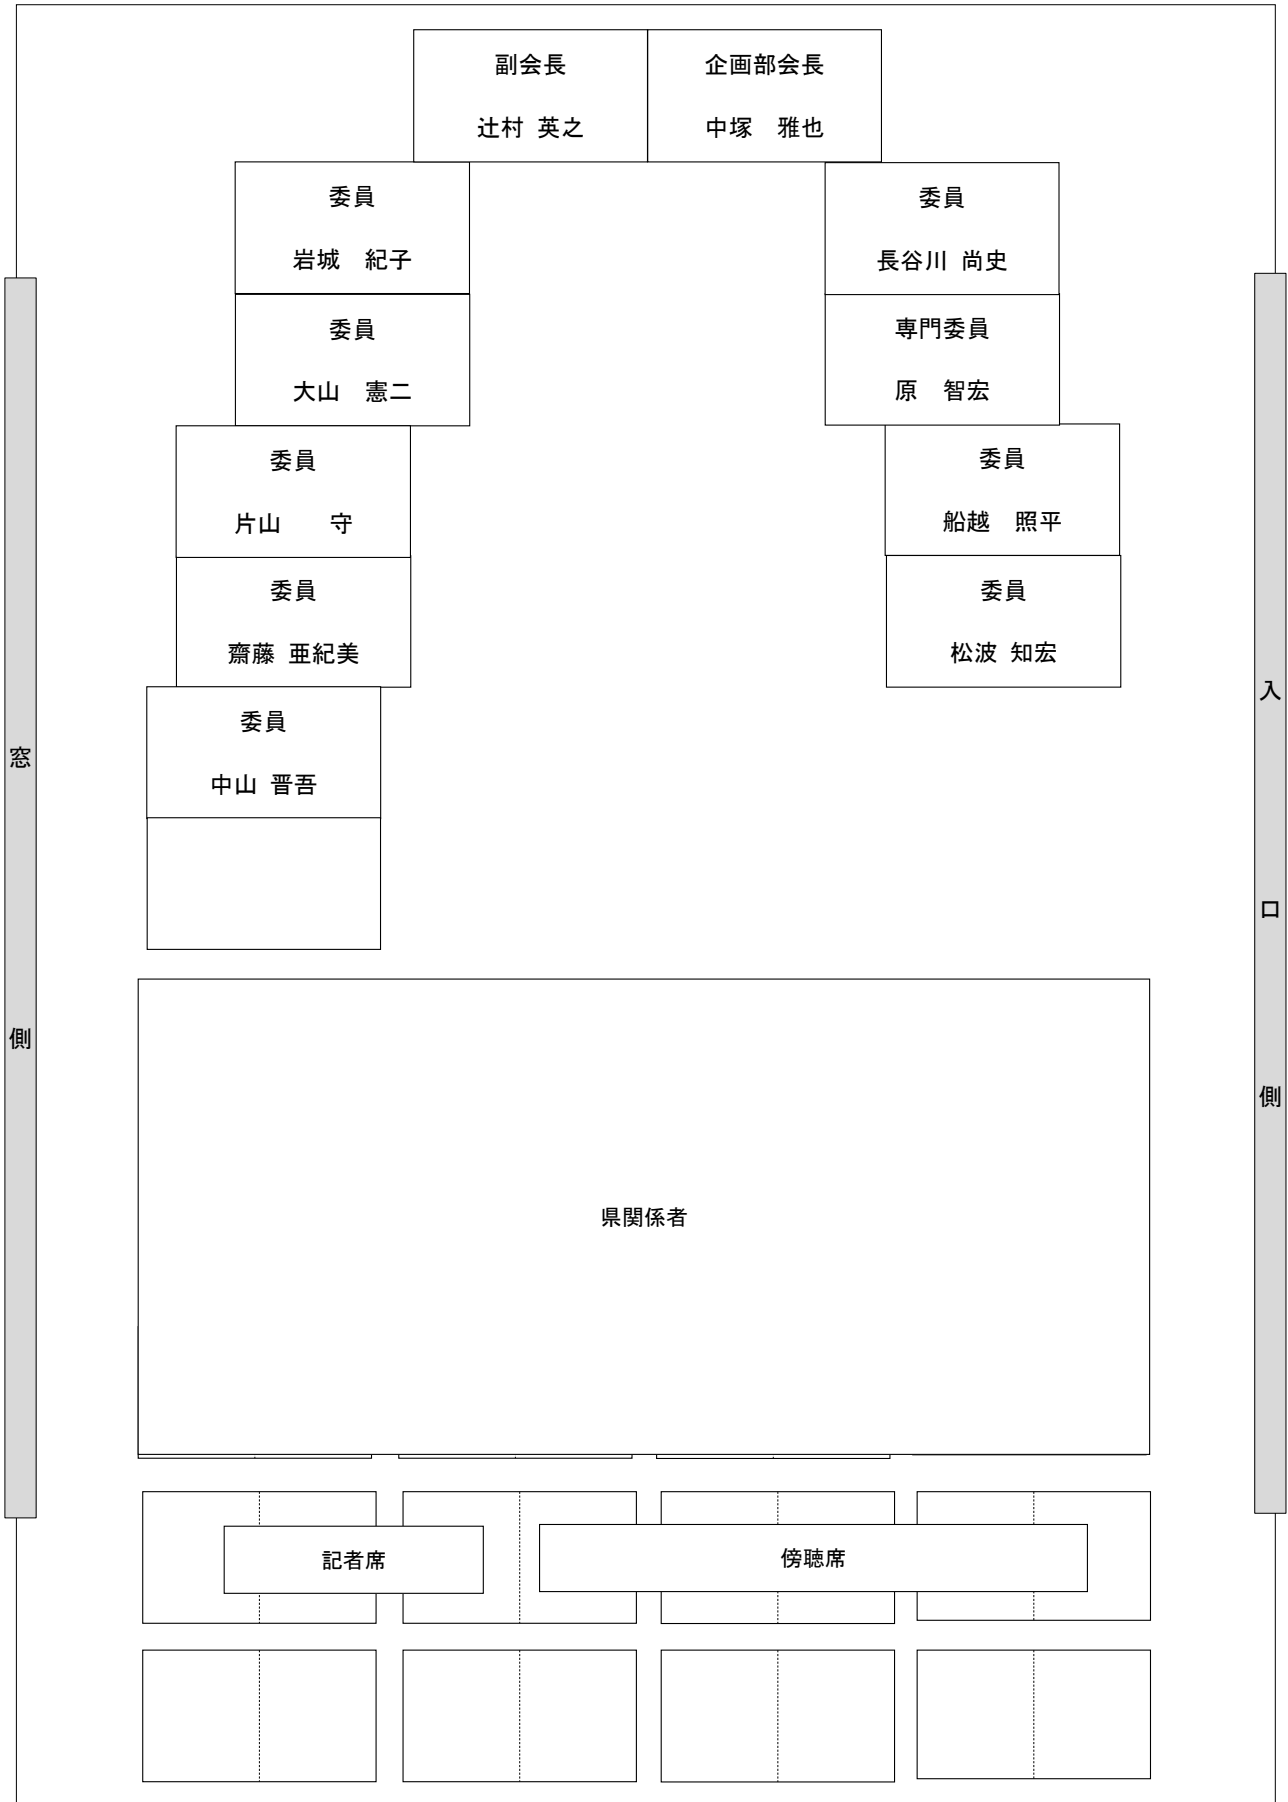 副会長
辻村 英之
企画部会長
中塚　雅也
委員
岩城　紀子
委員
長谷川 尚史
委員
大山　憲二
専門委員
原　智宏
委員
片山　　守
委員
船越　照平
委員
齋藤 亜紀美
委員
松波 知宏
委員
中山 晋吾
窓側
入口側
県関係者
記者席
傍聴席